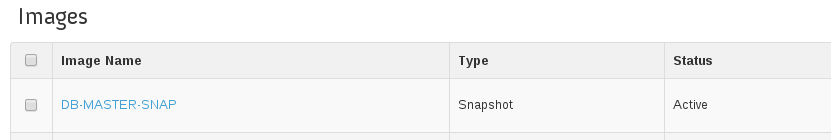 Images
Image Name Type Status
DB-MASTER-SNAP Snapshot Active